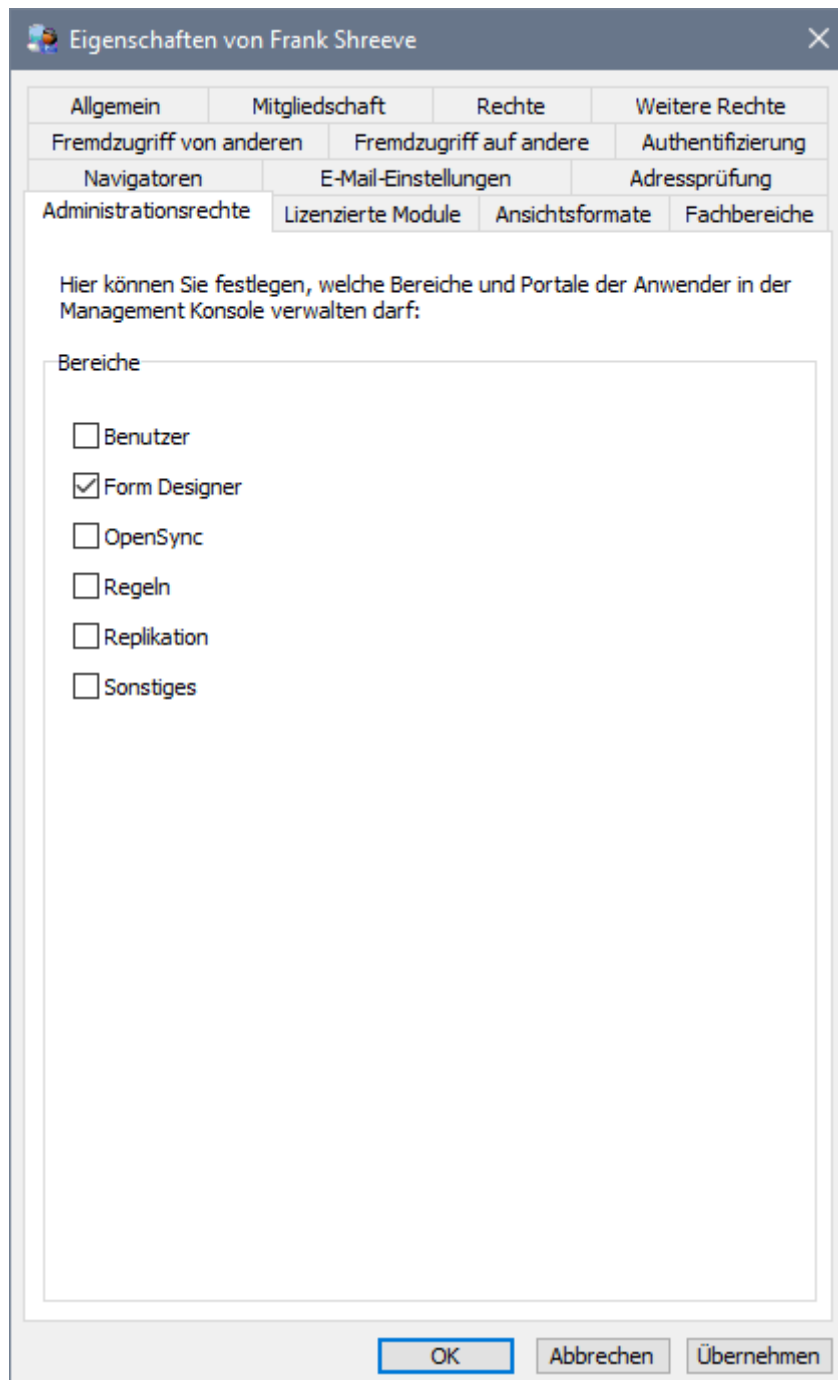 Eigenschaften von Frank Shreeve
Allgemein Mitgliedschaft Rechte Weitere Rechte
Fremdzugriff von anderen Fremdzugriff auf andere Authentifizierung
Navigatoren E-Mail-Einstellungen Adressprüfung
Administrationsrechte Lizenzierte Module Ansichtsformate Fachbereiche
Hier können Sie festlegen, welche Bereiche und Portale der Anwender in der
Management Konsole verwalten darf:
Bereiche
Benutzer
Form Designer
OpenSync
Regeln
Replikation
Sonstiges
OK Abbrechen Übernehmen